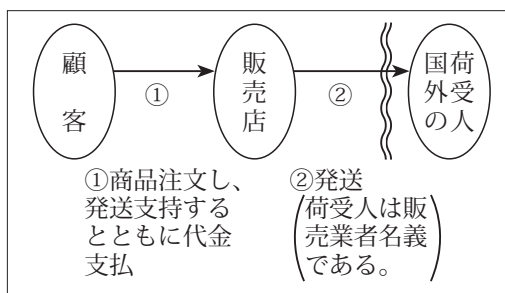 顧客
①
販売店
②
国外の
荷受人
①商品注文し、
発送支持する
とともに代金
支払
②発送
（荷受人は販
売業者名義
である。）